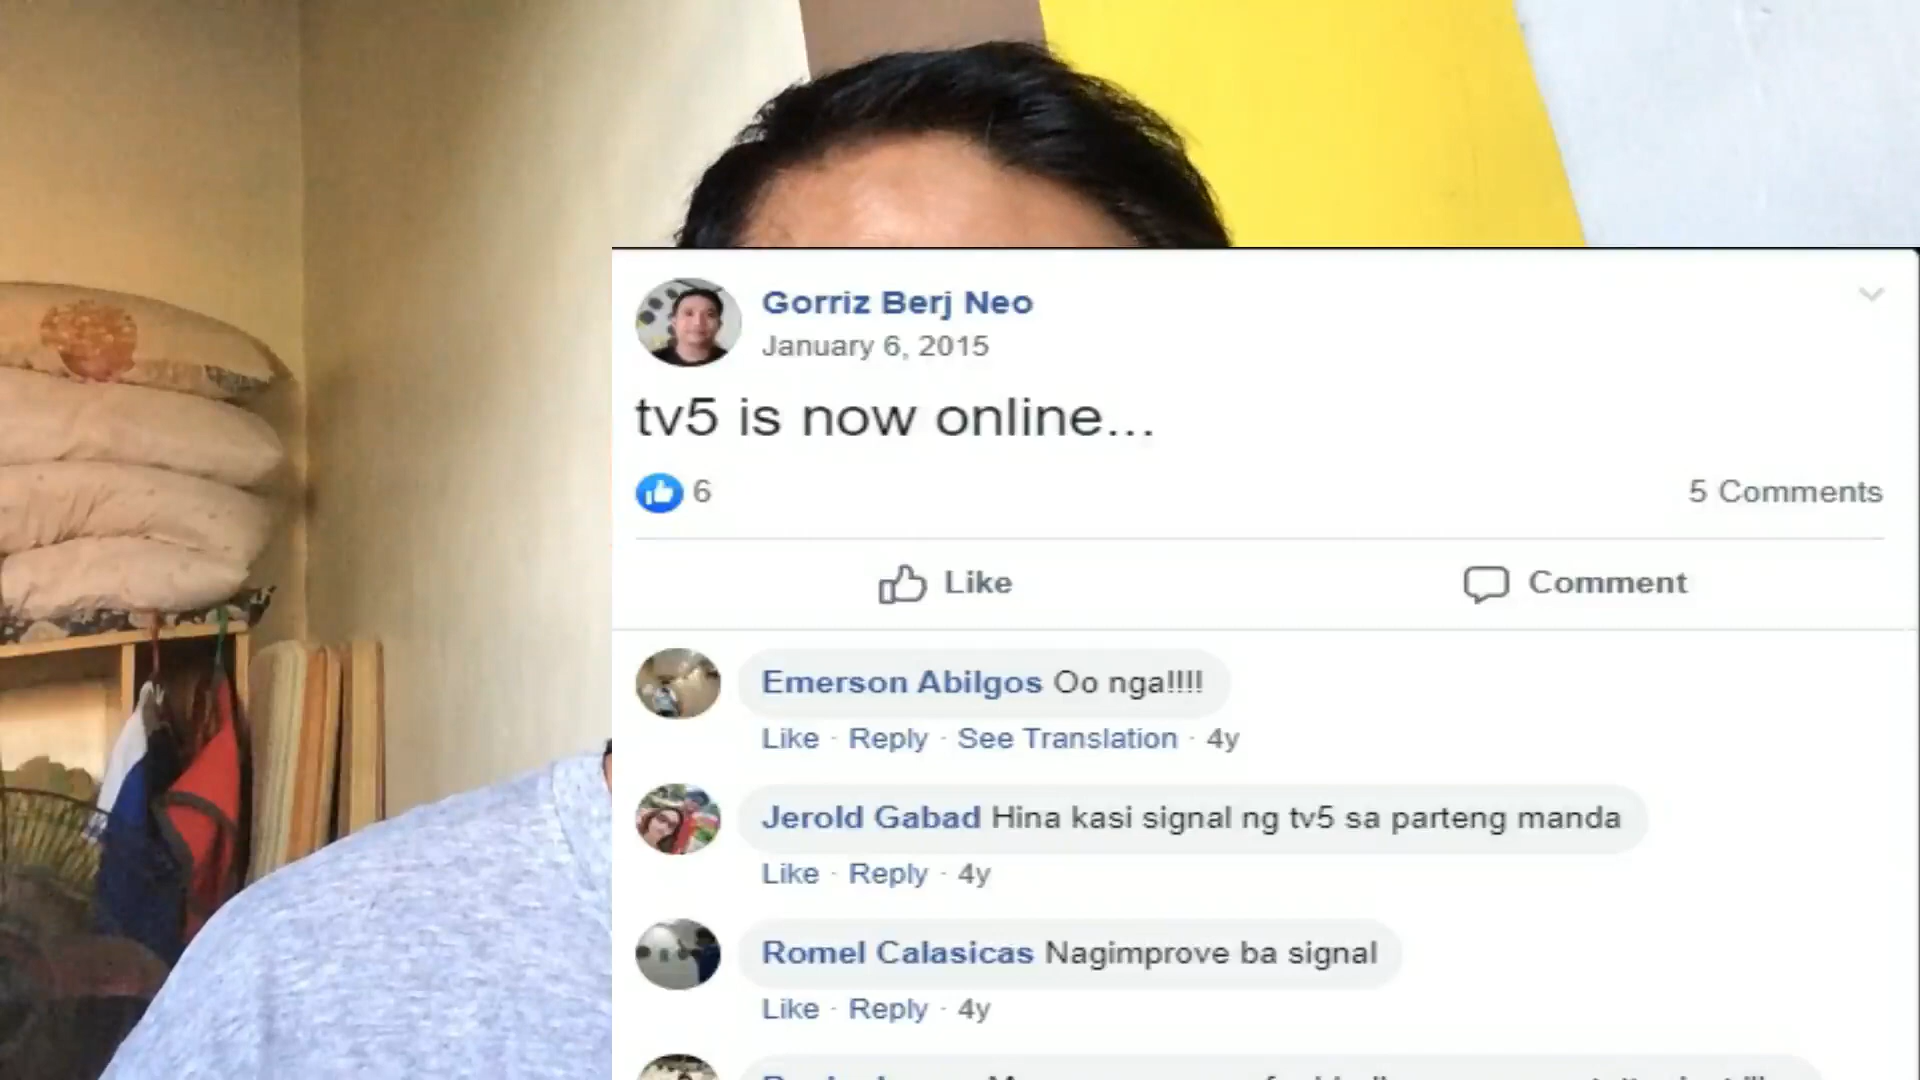 Gorriz Berj Neo
January 6, 2015
tv5 is now online...
6
5 Comments
Like
Comment
Emerson Abilgos Oo nga!!!!
Like · Reply · See Translation · 4y
Jerold Gabad Hina kasi signal ng tv5 sa parteng manda
Like · Reply · 4y
Romel Calasicas Nagimprove ba signal
Like · Reply · 4y